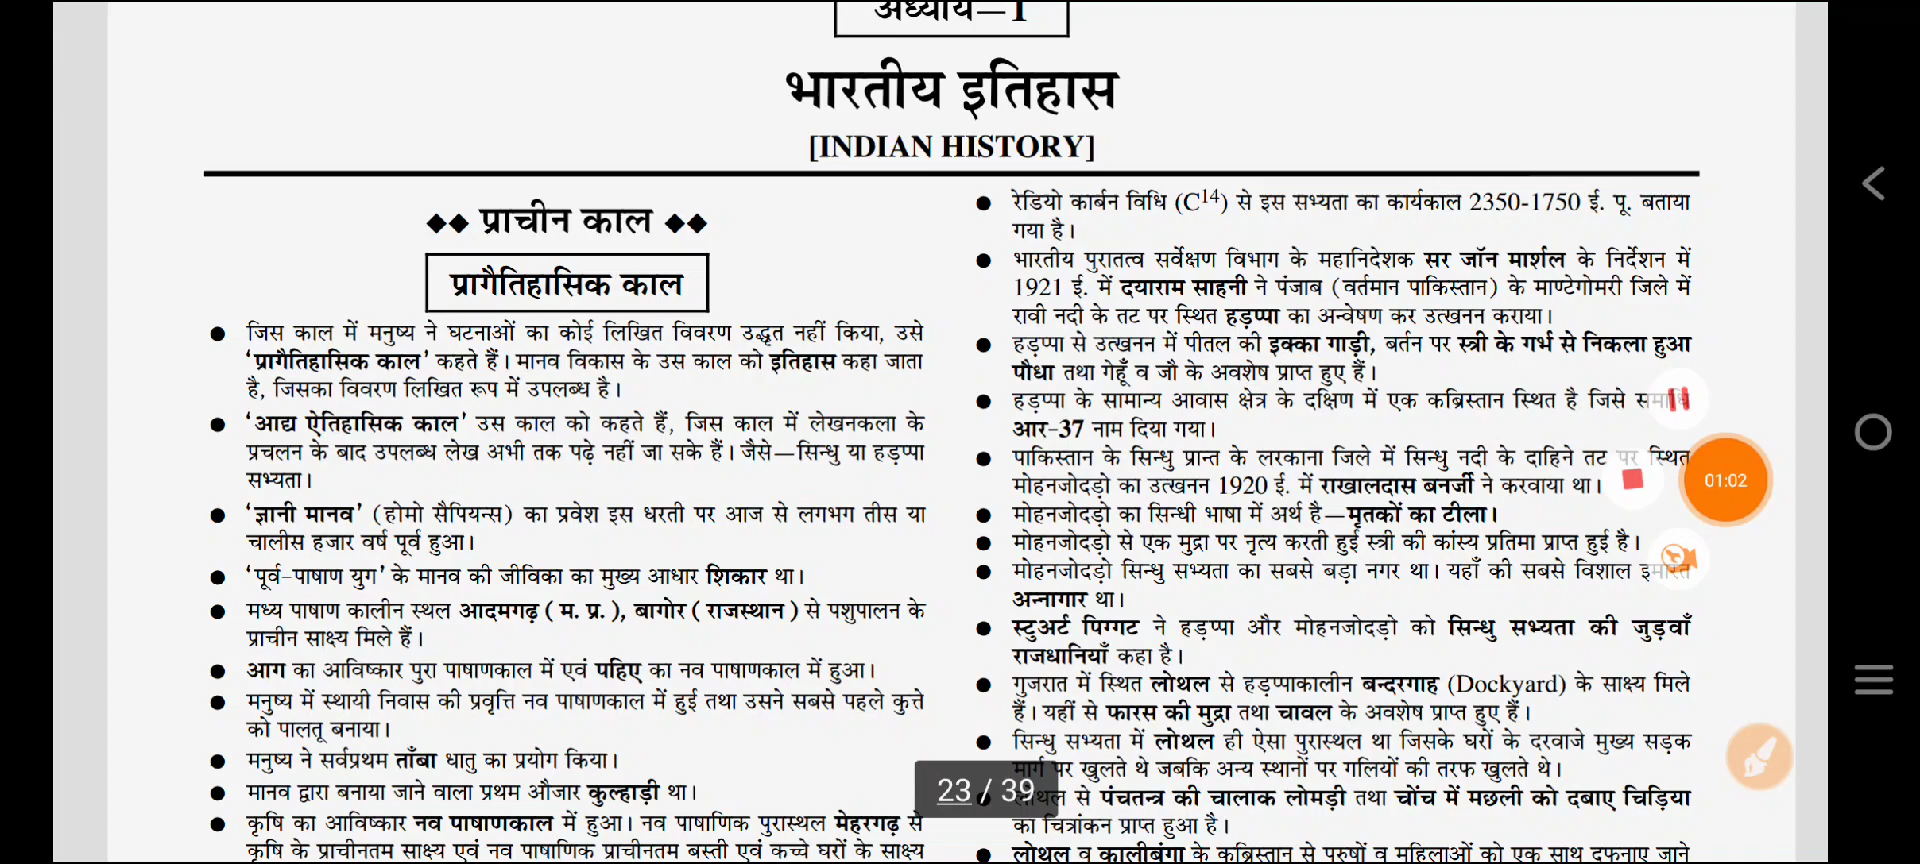 अध्याय—1
भारतीय इतिहास
[INDIAN HISTORY]
◆◆ प्राचीन काल ◆◆
प्रागैतिहासिक काल
● जिस काल में मनुष्य ने घटनाओं का कोई लिखित विवरण उद्धृत नहीं किया, उसे
'प्रागैतिहासिक काल' कहते हैं। मानव विकास के उस काल को इतिहास कहा जाता
है, जिसका विवरण लिखित रूप में उपलब्ध है।
● 'आद्य ऐतिहासिक काल' उस काल को कहते हैं, जिस काल में लेखनकला के
प्रचलन के बाद उपलब्ध लेख अभी तक पढ़े नहीं जा सके हैं। जैसे—सिन्धु या हड़प्पा
सभ्यता।
● 'ज्ञानी मानव' (होमो सैपियन्स) का प्रवेश इस धरती पर आज से लगभग तीस या
चालीस हजार वर्ष पूर्व हुआ।
● 'पूर्व-पाषाण युग' के मानव की जीविका का मुख्य आधार शिकार था।
● मध्य पाषाण कालीन स्थल आदमगढ़ ( म. प्र. ), बागोर ( राजस्थान ) से पशुपालन के
प्राचीन साक्ष्य मिले हैं।
● आग का आविष्कार पुरा पाषाणकाल में एवं पहिए का नव पाषाणकाल में हुआ।
● मनुष्य में स्थायी निवास की प्रवृत्ति नव पाषाणकाल में हुई तथा उसने सबसे पहले कुत्ते
को पालतू बनाया।
● मनुष्य ने सर्वप्रथम ताँबा धातु का प्रयोग किया।
● मानव द्वारा बनाया जाने वाला प्रथम औजार कुल्हाड़ी था।
● कृषि का आविष्कार नव पाषाणकाल में हुआ। नव पाषाणिक पुरास्थल मेहरगढ़ से
कृषि के प्राचीनतम साक्ष्य एवं नव पाषाणिक प्राचीनतम बस्ती एवं कच्चे घरों के साक्ष्य
● रेडियो कार्बन विधि (C14) से इस सभ्यता का कार्यकाल 2350-1750 ई. पू. बताया
गया है।
● भारतीय पुरातत्व सर्वेक्षण विभाग के महानिदेशक सर जॉन मार्शल के निर्देशन में
1921 ई. में दयाराम साहनी ने पंजाब (वर्तमान पाकिस्तान) के माण्टेगोमरी जिले में
रावी नदी के तट पर स्थित हड़प्पा का अन्वेषण कर उत्खनन कराया।
● हड़प्पा से उत्खनन में पीतल की इक्का गाड़ी, बर्तन पर स्त्री के गर्भ से निकला हुआ
पौधा तथा गेहूँ व जौ के अवशेष प्राप्त हुए हैं।
● हड़प्पा के सामान्य आवास क्षेत्र के दक्षिण में एक कब्रिस्तान स्थित है जिसे समाधि
आर-37 नाम दिया गया।
● पाकिस्तान के सिन्धु प्रान्त के लरकाना जिले में सिन्धु नदी के दाहिने तट पर स्थित
मोहनजोदड़ो का उत्खनन 1920 ई. में राखालदास बनर्जी ने करवाया था।
● मोहनजोदड़ो का सिन्धी भाषा में अर्थ है—मृतकों का टीला।
● मोहनजोदड़ो से एक मुद्रा पर नृत्य करती हुई स्त्री की कांस्य प्रतिमा प्राप्त हुई है।
● मोहनजोदड़ो सिन्धु सभ्यता का सबसे बड़ा नगर था। यहाँ की सबसे विशाल इमारत
अन्नागार था।
● स्टुअर्ट पिग्गट ने हड़प्पा और मोहनजोदड़ो को सिन्धु सभ्यता की जुड़वाँ
राजधानियाँ कहा है।
● गुजरात में स्थित लोथल से हड़प्पाकालीन बन्दरगाह (Dockyard) के साक्ष्य मिले
हैं। यहीं से फारस की मुद्रा तथा चावल के अवशेष प्राप्त हुए हैं।
● सिन्धु सभ्यता में लोथल ही ऐसा पुरास्थल था जिसके घरों के दरवाजे मुख्य सड़क
मार्ग पर खुलते थे जबकि अन्य स्थानों पर गलियों की तरफ खुलते थे।
● लोथल से पंचतन्त्र की चालाक लोमड़ी तथा चोंच में मछली को दबाए चिड़िया
का चित्रांकन प्राप्त हुआ है।
● लोथल व कालीबंगा के कब्रिस्तान से पुरुषों व महिलाओं को एक साथ दफनाए जाने
23 / 39
01:02